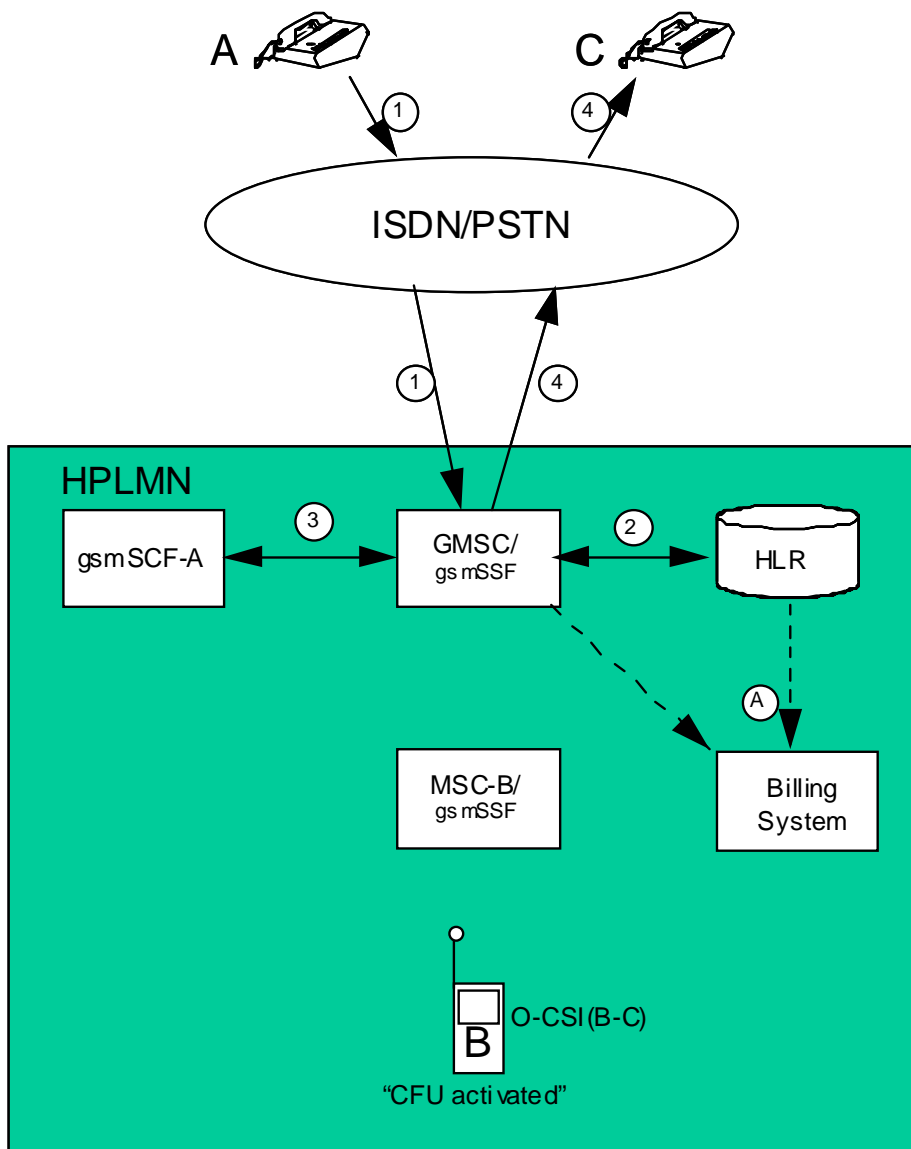 A
C
1
4
ISDN/PSTN
1
4
HPLMN
gsmSCF-A
3
GMSC/
gsmSSF
2
HLR
A
MSC-B/
gsmSSF
Billing
System
B
O-CSI(B-C)
“CFU activated”